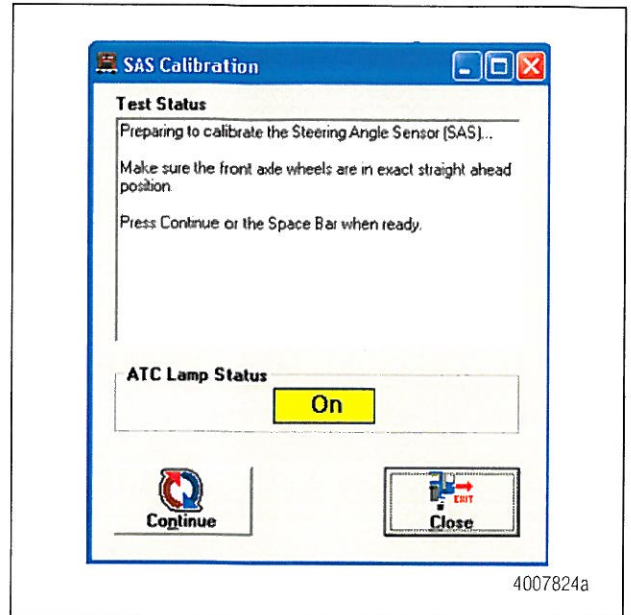 SAS Calibration
Test Status
Preparing to calibrate the Steering Angle Sensor (SAS)...
Make sure the front axle wheels are in exact straight ahead
position
Press Continue or the Space Bar when ready.
ATC Lamp Status
On
Continue
EXIT
Close
4007824a